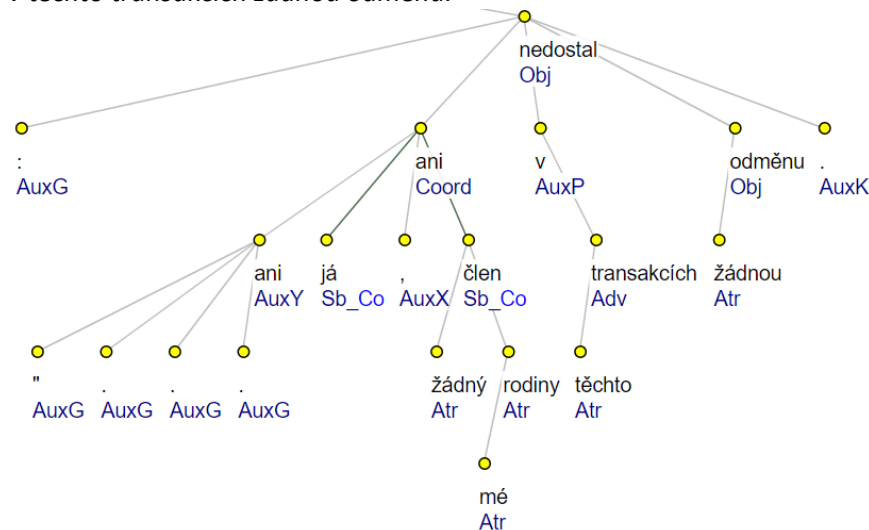 v těchto transakcích žádnou odměnu.
nedostal
Obj
: ani v odměnu .
AuxG Coord AuxP Obj AuxK
ani já , člen transakcích žádnou
AuxY Sb_Co AuxX Sb_Co Adv Atr
" . . . žádný rodiny těchto
AuxG AuxG AuxG AuxG Atr Atr Atr
mé
Atr